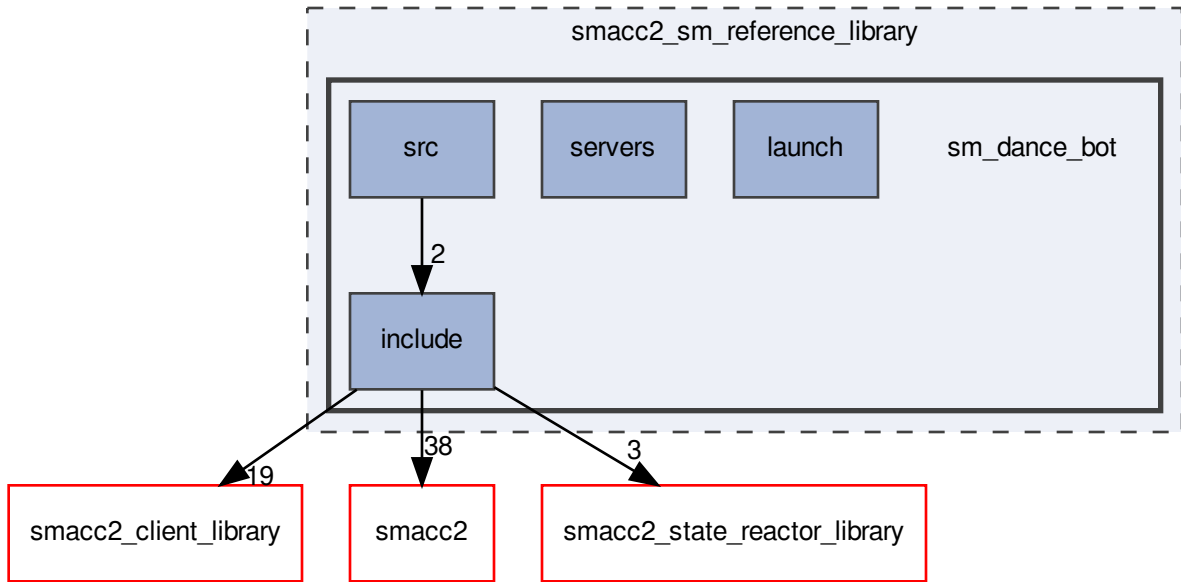 smacc2_sm_reference_library
src
servers
launch
sm_dance_bot
2
include
19
38
3
smacc2_client_library
smacc2
smacc2_state_reactor_library